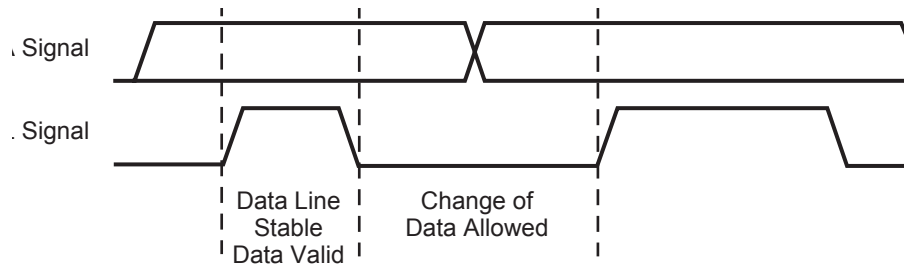 Signal
Signal
Data Line
Stable
Data Valid
Change of
Data Allowed